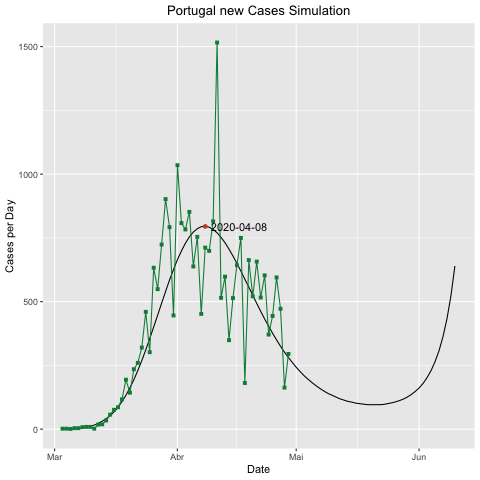 Portugal new Cases Simulation
1500
1000
500
0
Cases per Day
2020-04-08
Mar
Abr
Mai
Jun
Date